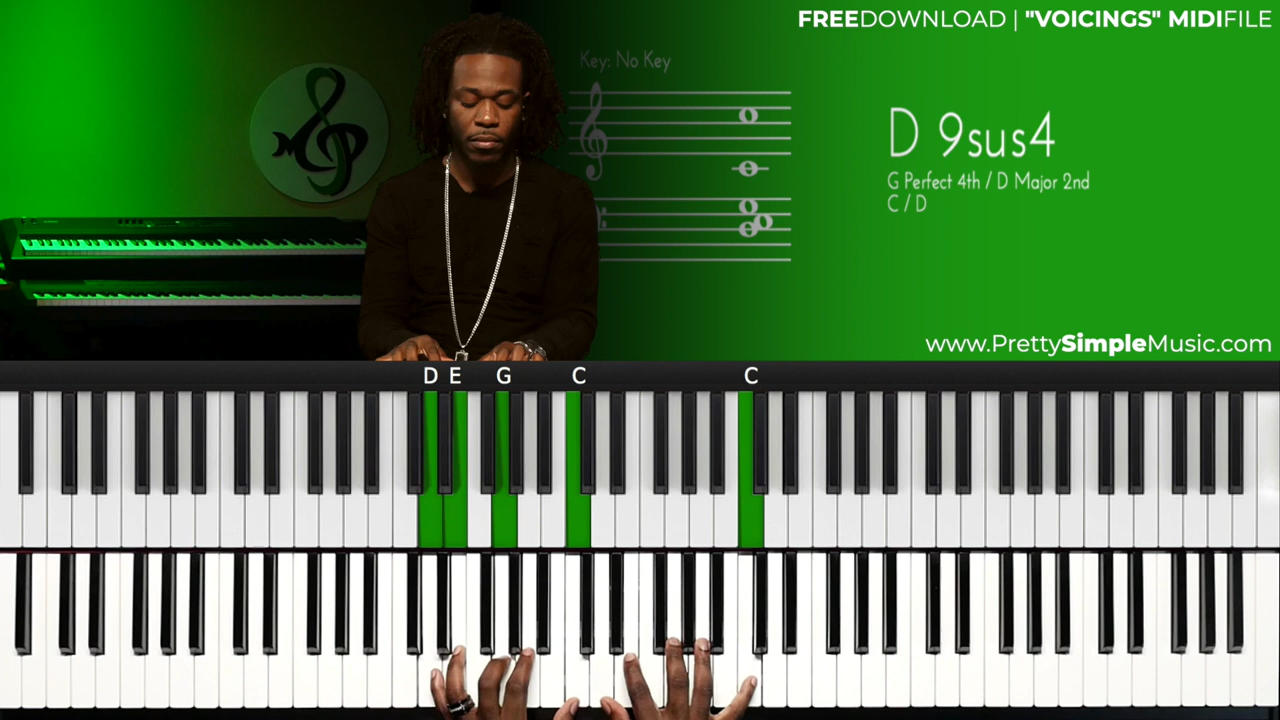 FREEDOWNLOAD | "VOICINGS" MIDIFILE
Key: No Key
D 9sus4
G Perfect 4th / D Major 2nd
C / D
www.PrettySimpleMusic.com
D E G C C